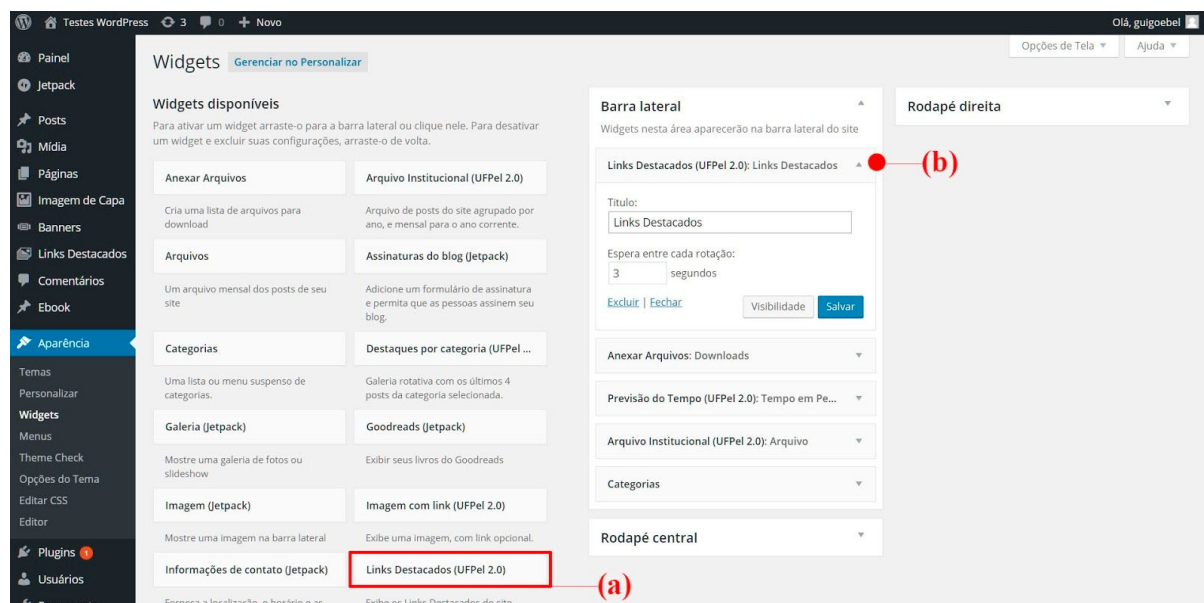 Testes WordPress 3 0 + Novo
Olá, guigoebel
Opções de Tela
Ajuda
Painel
Jetpack
Posts
Mídia
Páginas
Imagem de Capa
Banners
Links Destacados
Comentários
Ebook
Aparência
Temas
Personalizar
Widgets
Menus
Theme Check
Opções do Tema
Editar CSS
Editor
Plugins 1
Usuários
Widgets Gerenciar no Personalizar
Widgets disponíveis
Para ativar um widget arraste-o para a barra lateral ou clique nele. Para desativar
um widget e excluir suas configurações, arraste-o de volta.
Anexar Arquivos
Cria uma lista de arquivos para
download
Arquivo Institucional (UFPel 2.0)
Arquivo de posts do site agrupado por
ano, e mensal para o ano corrente.
Arquivos
Um arquivo mensal dos posts de seu
site
Assinaturas do blog (Jetpack)
Adicione um formulário de assinatura
e permita que as pessoas assinem seu
blog.
Categorias
Uma lista ou menu suspenso de
categorias.
Destaques por categoria (UFPel ...
Galeria rotativa com os últimos 4
posts da categoria selecionada.
Galeria (Jetpack)
Mostre uma galeria de fotos ou
slideshow
Goodreads (Jetpack)
Exibir seus livros do Goodreads
Imagem (Jetpack)
Mostre uma imagem na barra lateral
Imagem com link (UFPel 2.0)
Exibe uma imagem, com link opcional.
Informações de contato (Jetpack)
Links Destacados (UFPel 2.0)
(a)
Barra lateral
Widgets nesta área aparecerão na barra lateral do site
Links Destacados (UFPel 2.0): Links Destacados
(b)
Titulo:
Links Destacados
Espera entre cada rotação:
3 segundos
Excluir | Fechar
Visibilidade
Salvar
Anexar Arquivos: Downloads
Previsão do Tempo (UFPel 2.0): Tempo em Pe...
Arquivo Institucional (UFPel 2.0): Arquivo
Categorias
Rodapé central
Rodapé direita